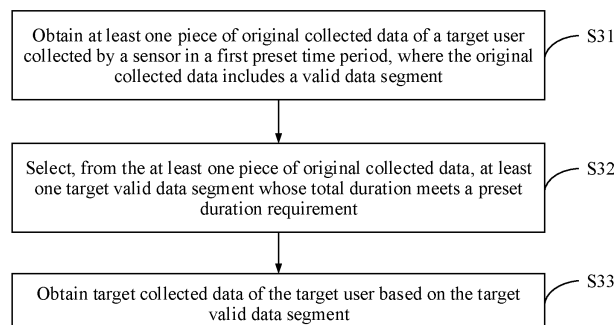 Obtain at least one piece of original collected data of a target user
collected by a sensor in a first preset time period, where the original
collected data includes a valid data segment
S31
Select, from the at least one piece of original collected data, at least
one target valid data segment whose total duration meets a preset
duration requirement
S32
Obtain target collected data of the target user based on the target
valid data segment
S33